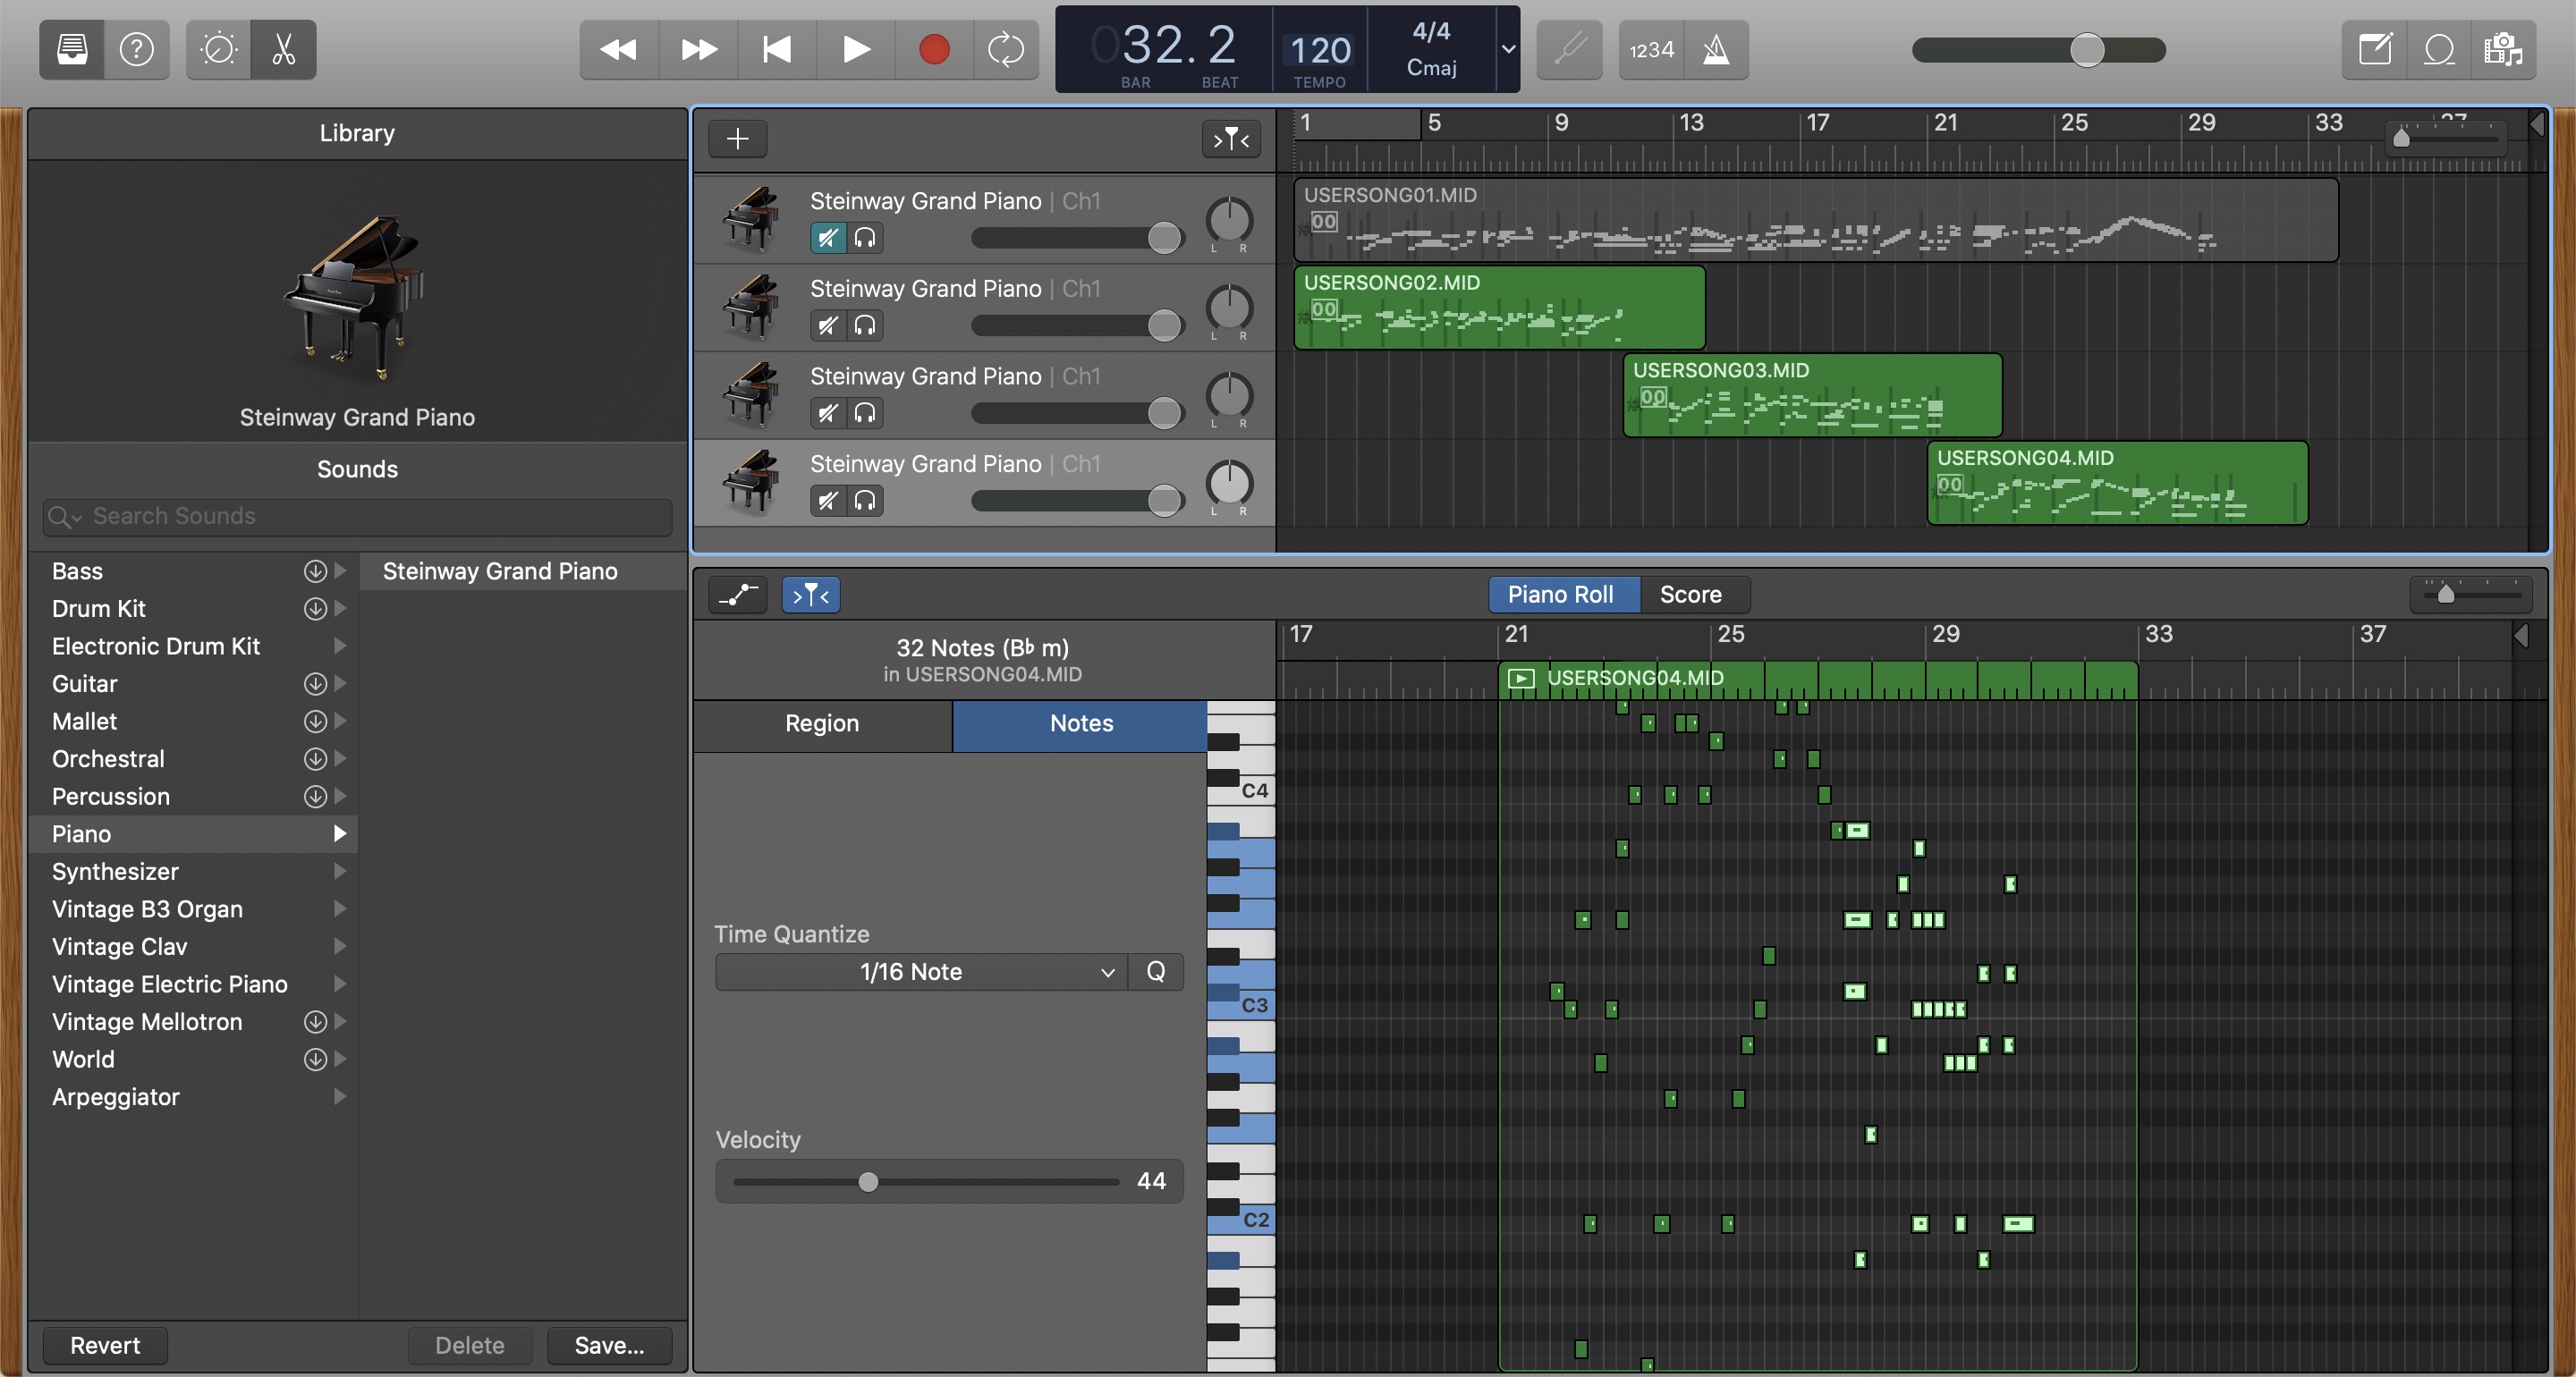 032. 2
BAR
BEAT
120
TEMPO
4/4
Cmaj
1234
Library
Steinway Grand Piano
Sounds
Search Sounds
Bass
Drum Kit
Electronic Drum Kit
Guitar
Mallet
Orchestral
Percussion
Piano
Synthesizer
Vintage B3 Organ
Vintage Clav
Vintage Electric Piano
Vintage Mellotron
World
Arpeggiator
Steinway Grand Piano
Revert
Delete
Save...
1 5 9 13 17 21 25 29 33
Steinway Grand Piano | Ch1
L R
USERSONG01.MID
Steinway Grand Piano | Ch1
L R
USERSONG02.MID
Steinway Grand Piano | Ch1
L R
USERSONG03.MID
Steinway Grand Piano | Ch1
L R
USERSONG04.MID
Piano Roll
Score
32 Notes (B♭ m)
in USERSONG04.MID
Region
Notes
Time Quantize
1/16 Note
Q
Velocity
44
17 21 25 29 33 37
USERSONG04.MID
C4
C3
C2